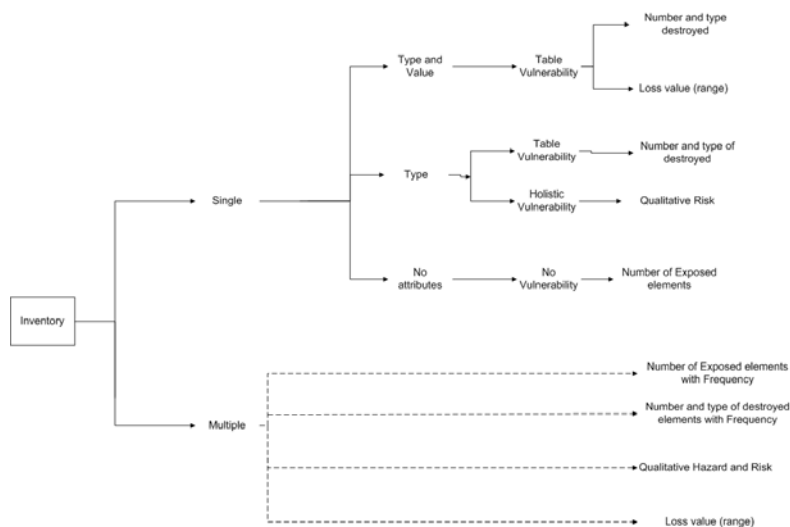 Number and type
destroyed
Type and
Value
Table
Vulnerability
Loss value (range)
Table
Vulnerability
Number and type of
destroyed
Type
Holistic
Vulnerability
Qualitative Risk
Single
No
attributes
No
Vulnerability
Number of Exposed
elements
Inventory
Number of Exposed elements
with Frequency
Number and type of destroyed
elements with Frequency
Multiple
Qualitative Hazard and Risk
Loss value (range)